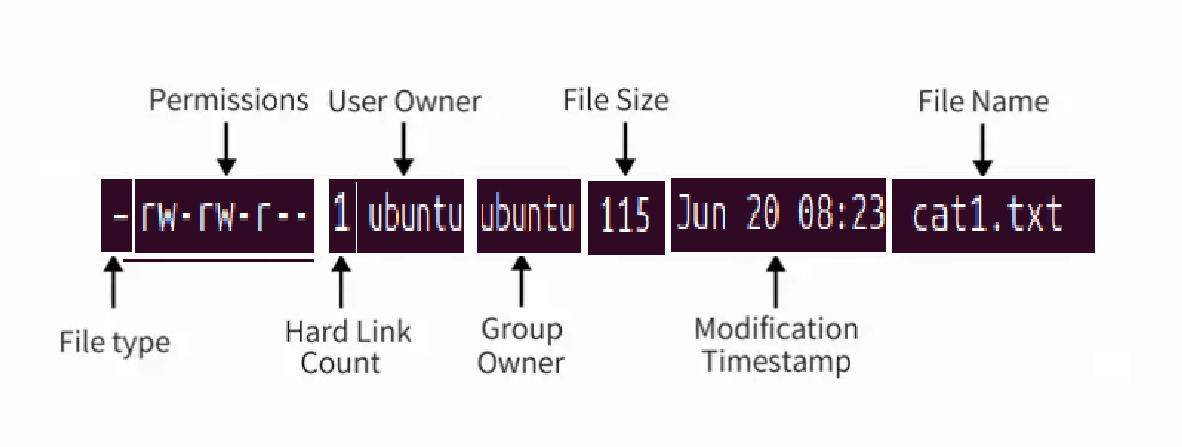 Permissions User Owner File Size File Name
-rw-rw-r-- 1 ubuntu ubuntu 115 Jun 20 08:23 cat1.txt
File type Hard Link Count Group Owner Modification Timestamp